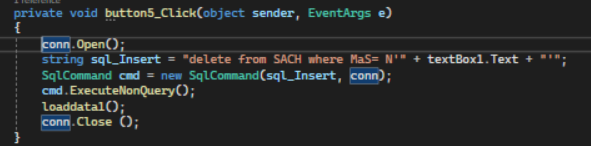 private void button5_Click(object sender, EventArgs e)
{
conn.Open();
string sql_Insert = "delete from SACH where MaS= N'" + textBox1.Text + "'";
SqlCommand cmd = new SqlCommand(sql_Insert, conn);
cmd.ExecuteNonQuery();
loaddata1();
conn.Close ();
}